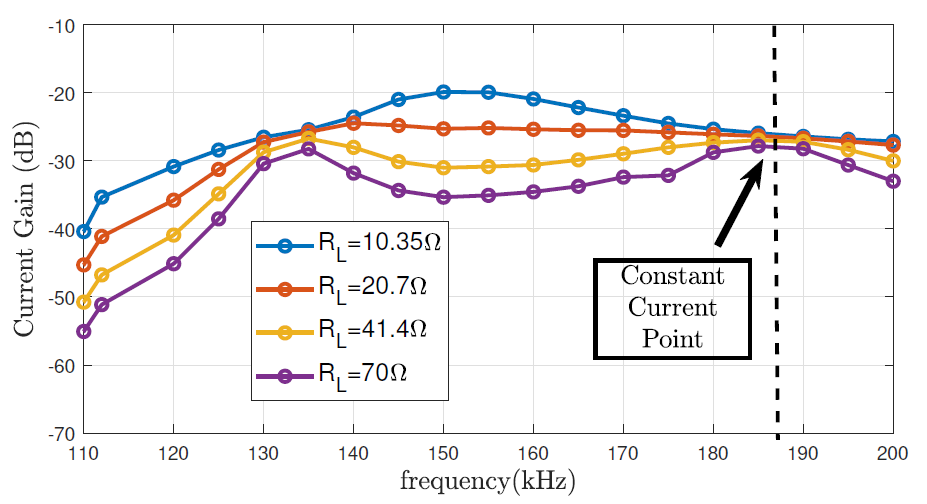 -10
-20
-30
-40
-50
-60
-70
Current Gain (dB)
R_L=10.35Ω
R_L=20.7Ω
R_L=41.4Ω
R_L=70Ω
Constant
Current
Point
110 120 130 140 150 160 170 180 190 200
frequency(kHz)